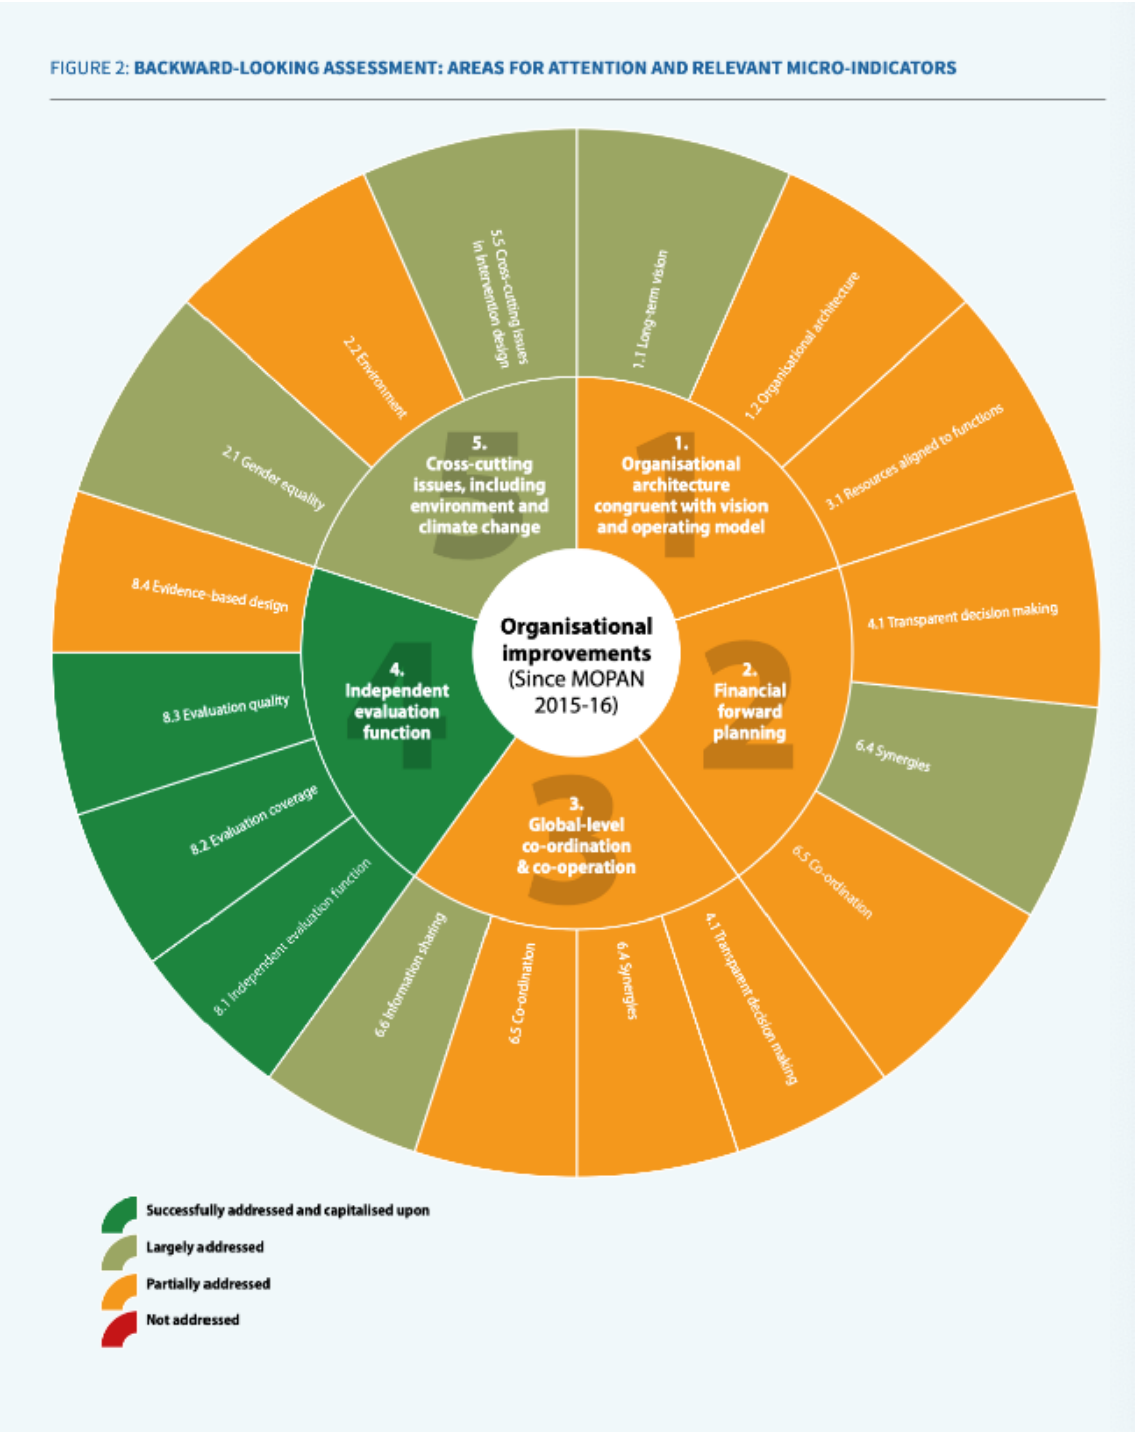 FIGURE 2: BACKWARD-LOOKING ASSESSMENT: AREAS FOR ATTENTION AND RELEVANT MICRO-INDICATORS
5.5 Cross-cutting issues
in intervention design
1.1 Long-term vision
1.2 Organisational architecture
3.1 Resources aligned to functions
4.1 Transparent decision making
6.4 Synergies
6.5 Co-ordination
4.1 Transparent decision making
6.4 Synergies
6.5 Co-ordination
6.6 Information sharing
8.1 Independent evaluation function
8.2 Evaluation coverage
8.3 Evaluation quality
8.4 Evidence-based design
2.1 Gender equality
2.2 Environment
5
5.
Cross-cutting
issues, including
environment and
climate change
1
1.
Organisational
architecture
congruent with vision
and operating model
2
2.
Financial
forward
planning
3
3.
Global-level
co-ordination
& co-operation
4
4.
Independent
evaluation
function
Organisational
improvements
(Since MOPAN
2015-16)
Successfully addressed and capitalised upon
Largely addressed
Partially addressed
Not addressed